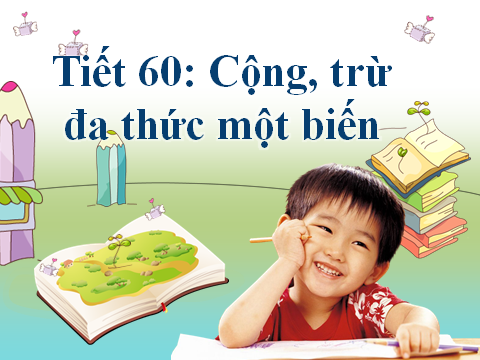 Tiết 60: Cộng, trừ
đa thức một biến